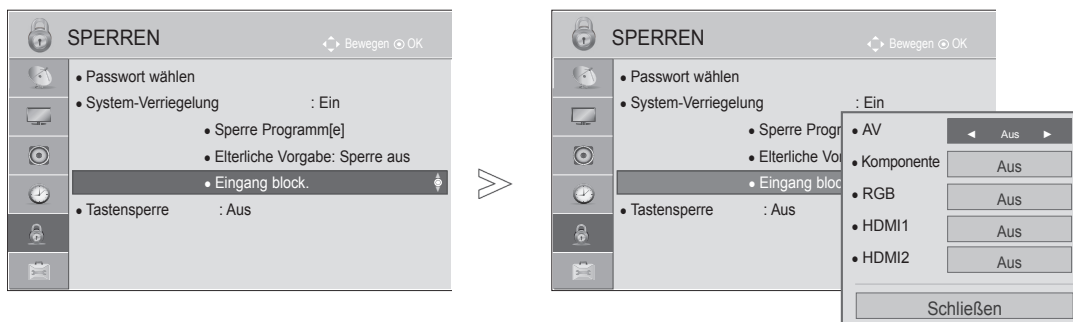 SPERREN
Bewegen OK
• Passwort wählen
• System-Verriegelung : Ein
• Sperre Programm[e]
• Elterliche Vorgabe: Sperre aus
• Eingang block.
• Tastensperre : Aus
SPERREN
Bewegen OK
• Passwort wählen
• System-Verriegelung : Ein
• Sperre Progr
• Elterliche Vor
• Eingang bloc
• Tastensperre : Aus
• AV ◄ Aus ►
• Komponente Aus
• RGB Aus
• HDMI1 Aus
• HDMI2 Aus
Schließen